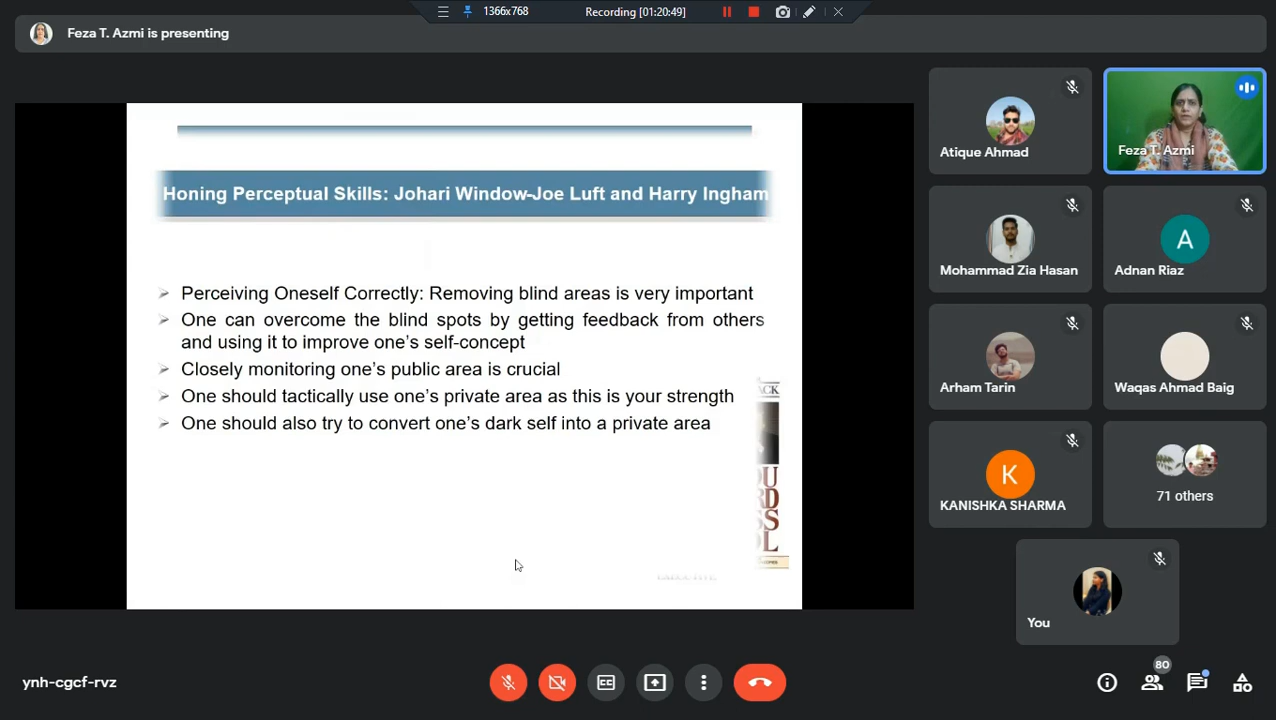 1366x768
Recording [01:20:49]
Feza T. Azmi is presenting
Honing Perceptual Skills: Johari Window-Joe Luft and Harry Ingham
Perceiving Oneself Correctly: Removing blind areas is very important
One can overcome the blind spots by getting feedback from others
and using it to improve one's self-concept
Closely monitoring one's public area is crucial
One should tactically use one's private area as this is your strength
One should also try to convert one's dark self into a private area
Atique Ahmad
Feza T. Azmi
Mohammad Zia Hasan
A
Adnan Riaz
Arham Tarin
Waqas Ahmad Baig
K
KANISHKA SHARMA
71 others
You
ynh-cgcf-rvz
CC
80